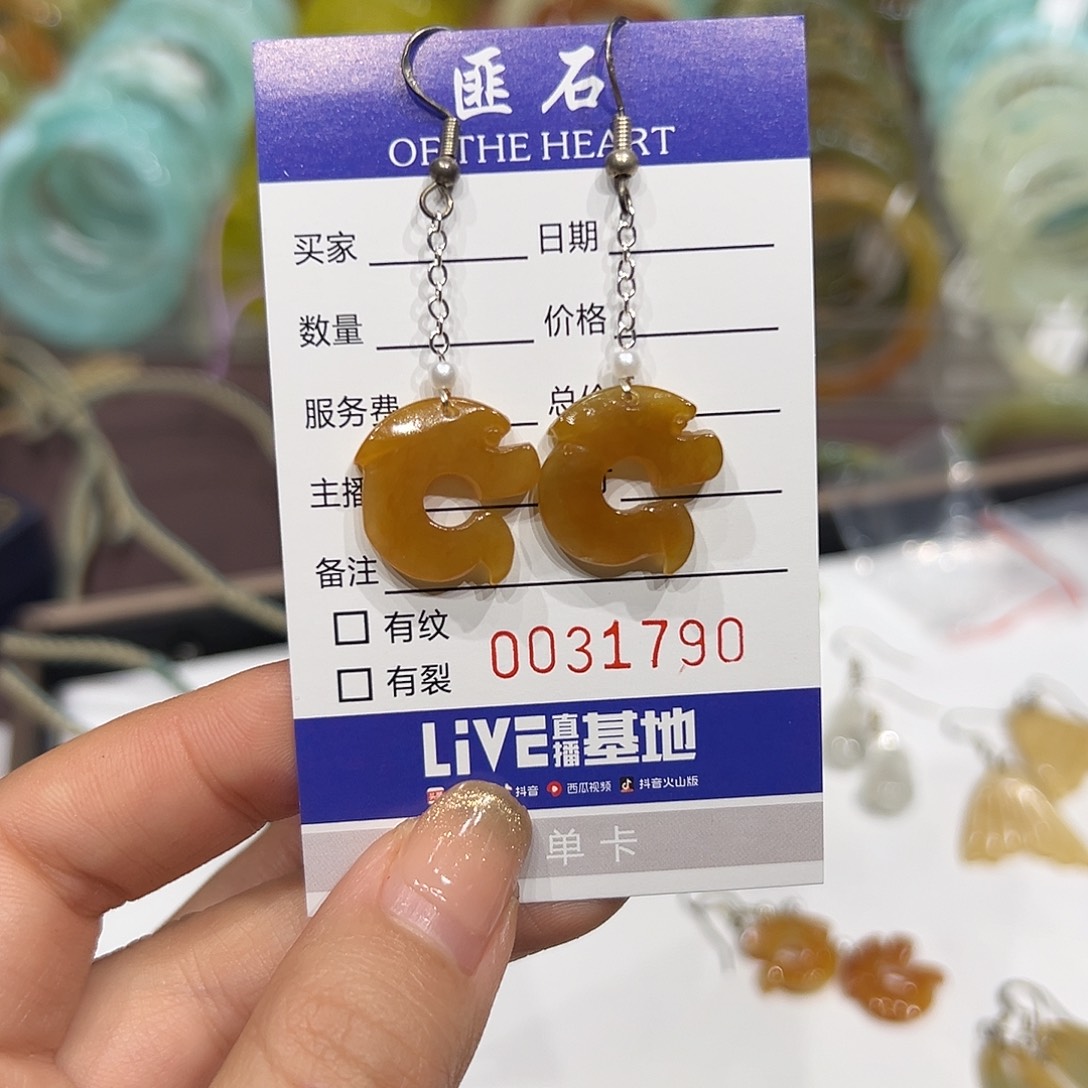 匪石
OF THE HEART
买家 日期
数量 价格
服务费
主播
备注
有纹
有裂 0031790
LiVE直播基地
抖音 西瓜视频 抖音火山版
单卡